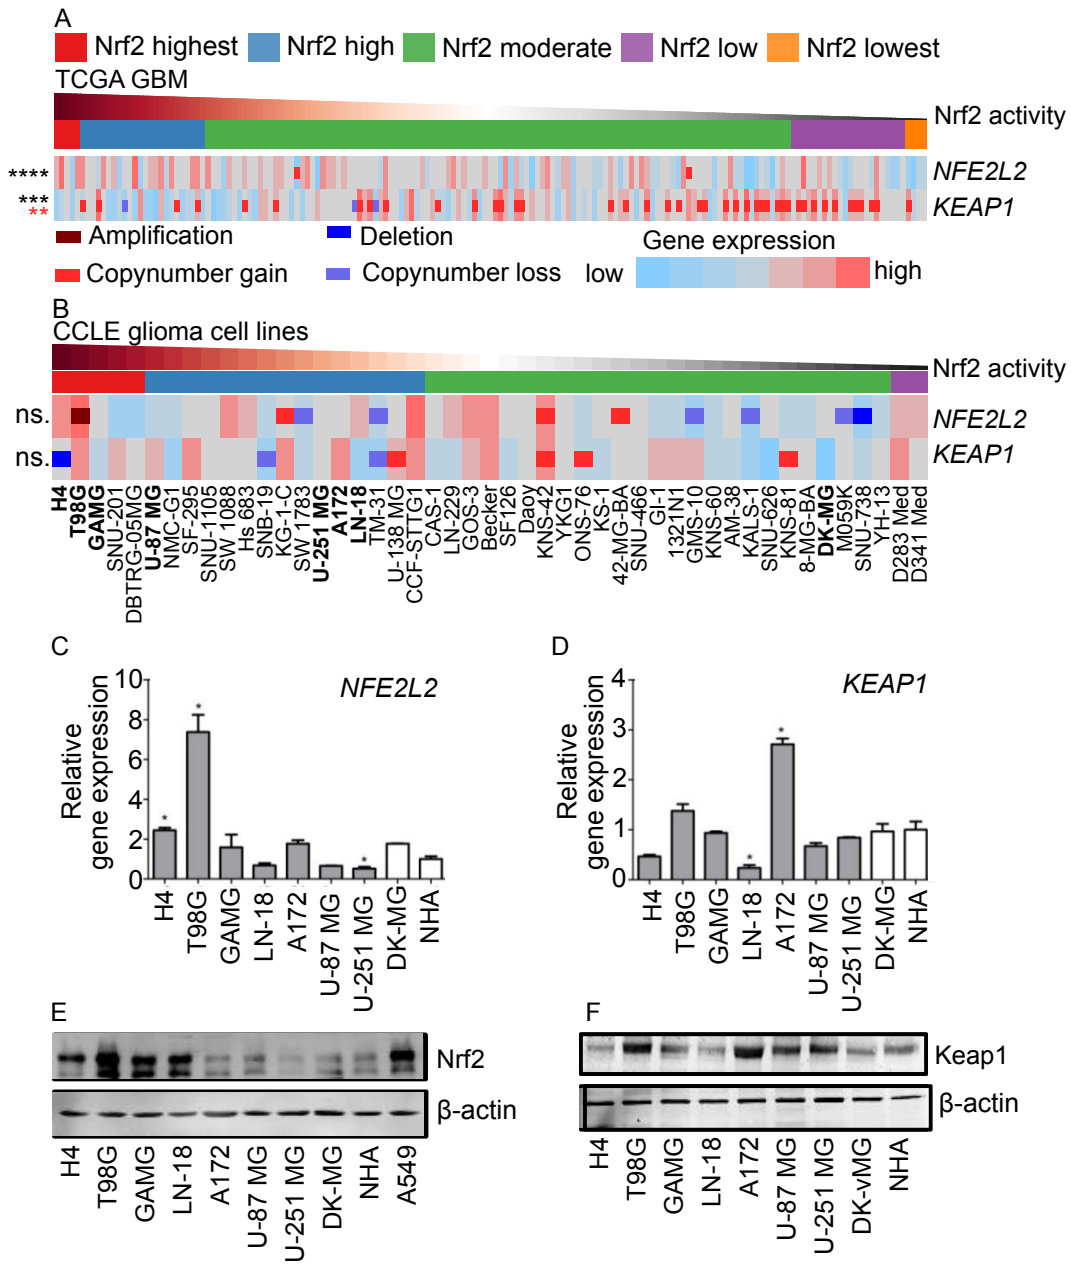 A
Nrf2 highest Nrf2 high Nrf2 moderate Nrf2 low Nrf2 lowest
TCGA GBM
Nrf2 activity
**** NFE2L2
*** KEAP1
**
Amplification Deletion Gene expression
Copynumber gain Copynumber loss low high
B
CCLE glioma cell lines
Nrf2 activity
ns. NFE2L2
ns. KEAP1
H4
T98G
GAMG
SNU-201
DBTRG-05MG
U-87 MG
NMC-G1
SF-295
SNU-1105
SW 1088
Hs 683
SNB-19
KG-1-C
SW 1783
U-251 MG
A172
LN-18
TM-31
U-138 MG
CCF-STTG1
CAS-1
LN-229
GOS-3
Becker
SF126
Daoy
KNS-42
YKG1
ONS-76
KS-1
42-MG-BA
SNU-466
GI-1
1321N1
GMS-10
KNS-60
AM-38
KALS-1
SNU-626
KNS-81
8-MG-BA
DK-MG
MO59K
SNU-738
YH-13
D283 Med
D341 Med
C
NFE2L2
Relative
gene expression
10
8
6
4
2
0
*
*
*
H4
T98G
GAMG
LN-18
A172
U-87 MG
U-251 MG
DK-MG
NHA
D
KEAP1
Relative
gene expression
4
3
2
1
0
*
*
H4
T98G
GAMG
LN-18
A172
U-87 MG
U-251 MG
DK-MG
NHA
E
Nrf2
β-actin
H4
T98G
GAMG
LN-18
A172
U-87 MG
U-251 MG
DK-MG
NHA
A549
F
Keap1
β-actin
H4
T98G
GAMG
LN-18
A172
U-87 MG
U-251 MG
DK-vMG
NHA